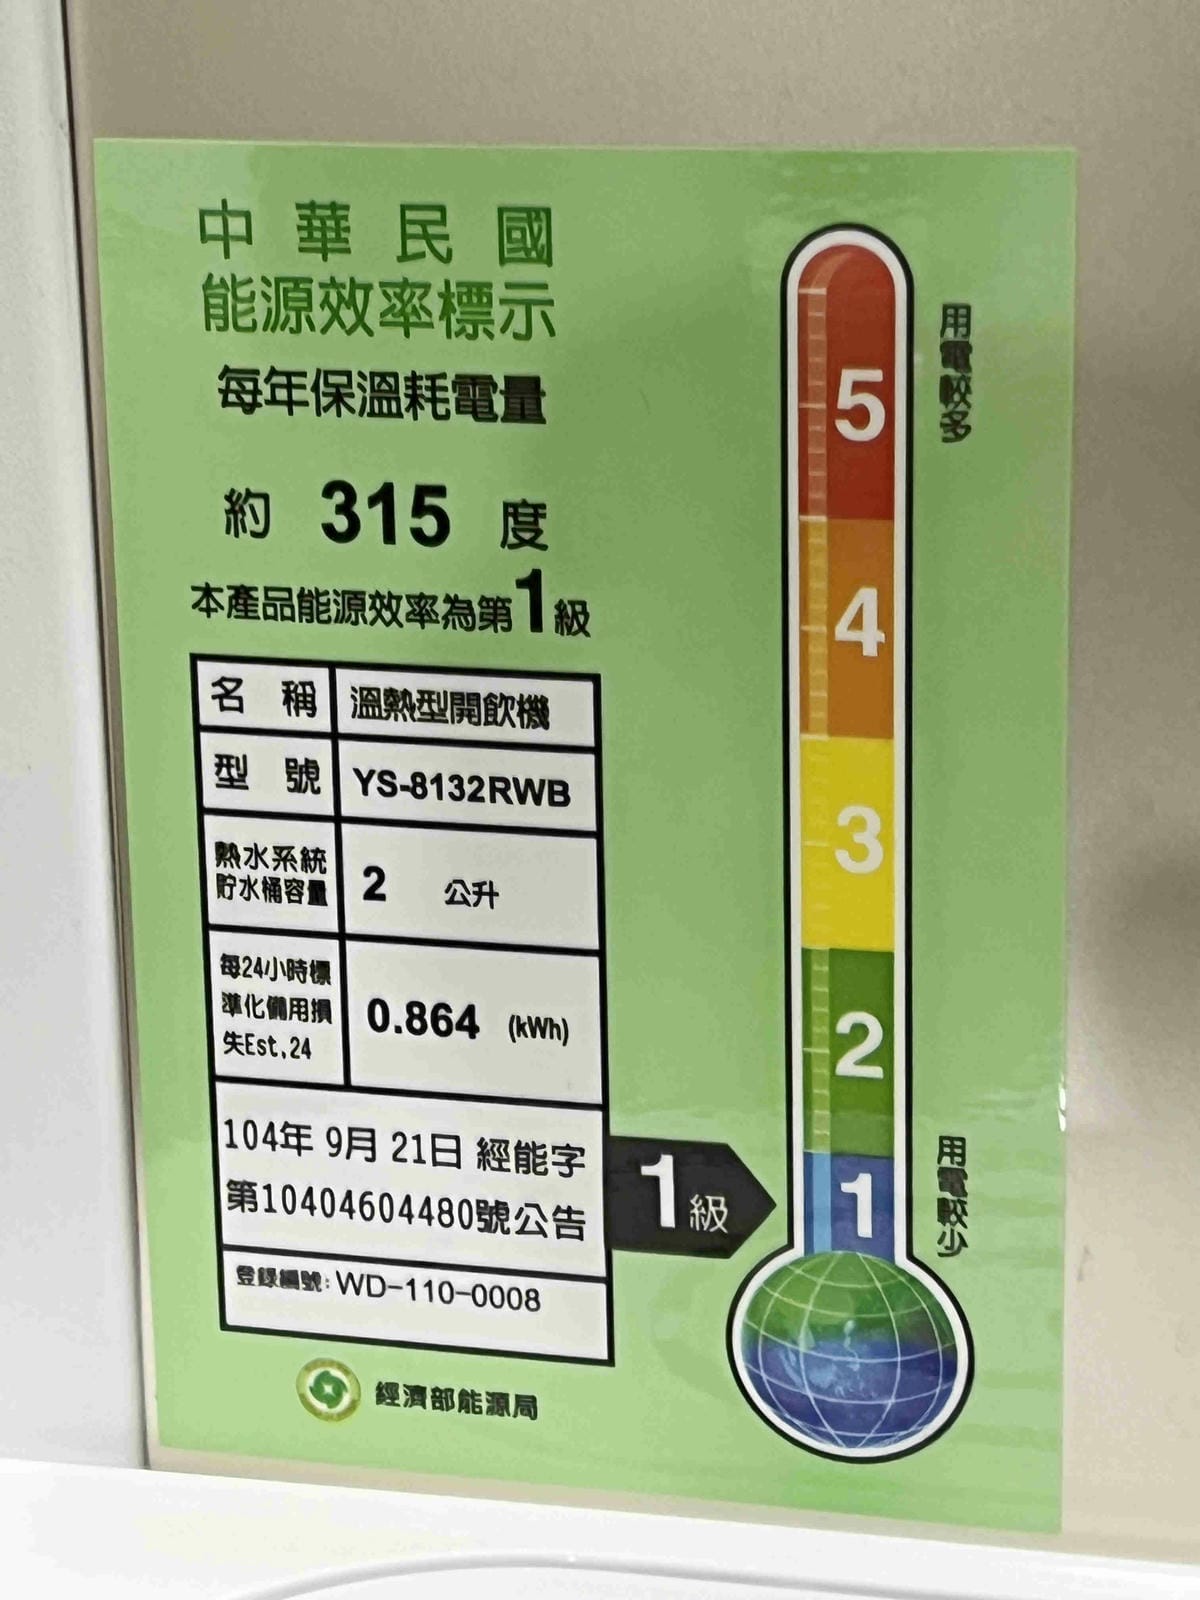 中華民國
能源效率標示
每年保溫耗電量
約 315 度
本產品能源效率為第1級
名稱 溫熱型開飲機
型號 YS-8132RWB
熱水系統
貯水桶容量 2 公升
每24小時標
準化備用損
失Est,24 0.864 (kWh)
104年 9月 21日 經能字
第10404604480號公告
登錄編號: WD-110-0008
經濟部能源局
1級
用電較多
5
4
3
2
1
用電較少